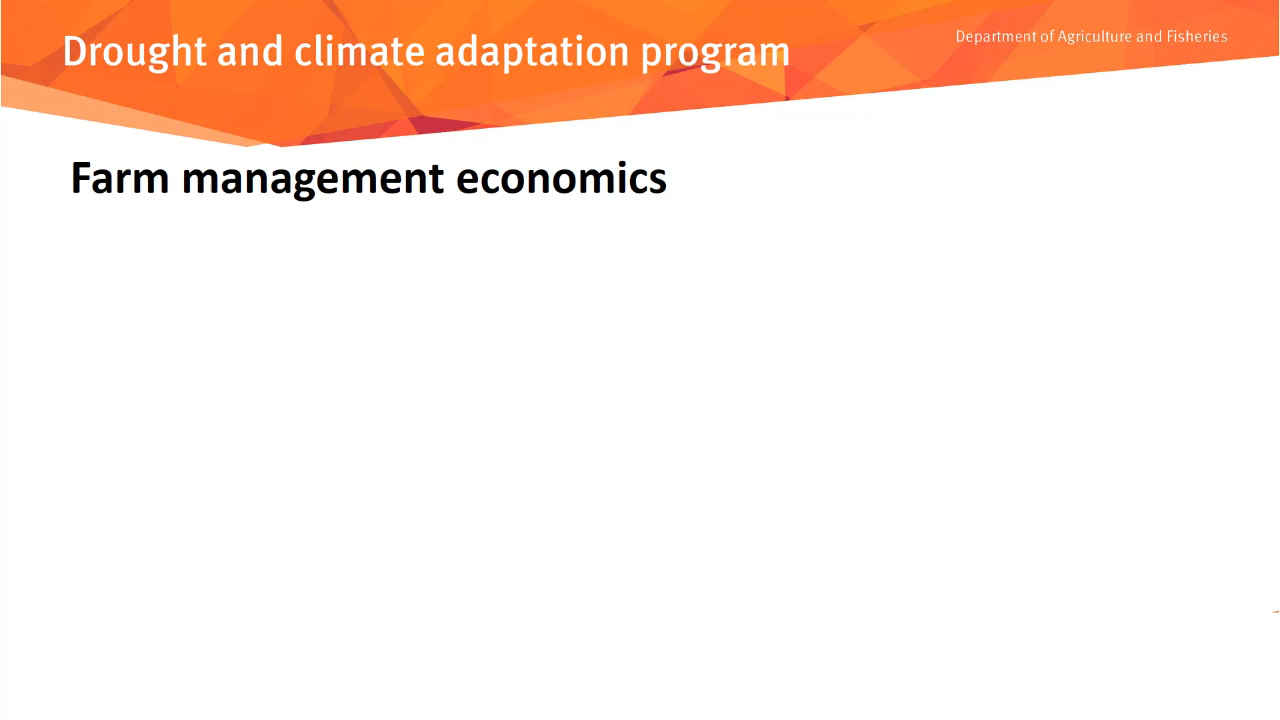 Drought and climate adaptation program
Department of Agriculture and Fisheries
Farm management economics